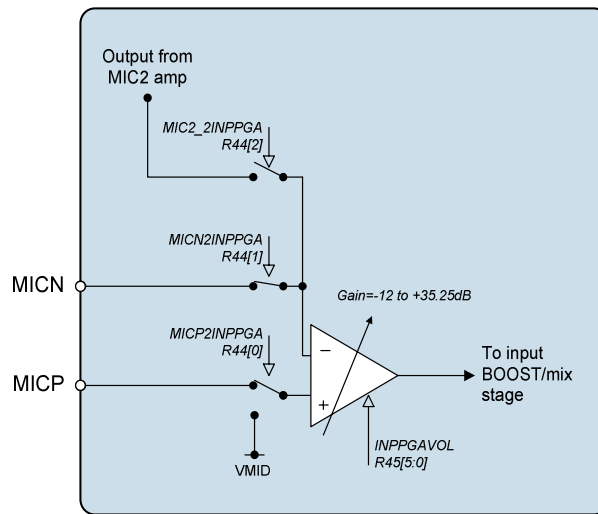 Output from
MIC2 amp
MIC2_2INPPGA
R44[2]
MICN2INPPGA
R44[1]
MICN
Gain=-12 to +35.25dB
MICP2INPPGA
R44[0]
MICP
−
+
To input
BOOST/mix
stage
VMID
INPPGAVOL
R45[5:0]